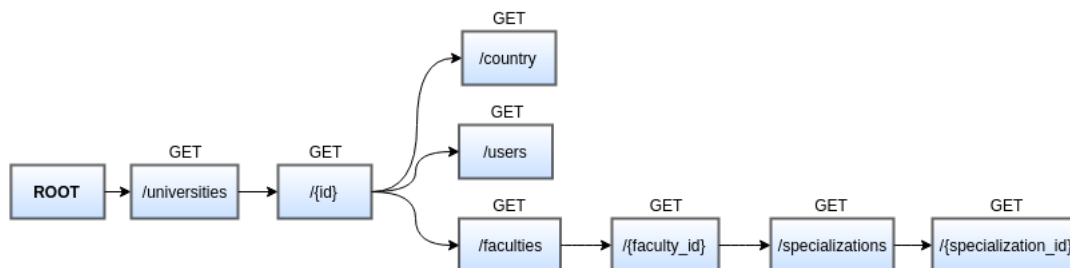 GET
/country
GET
/users
GET
GET
ROOT
/universities
/{id}
GET
GET
GET
GET
/faculties
/{faculty_id}
/specializations
/{specialization_id}